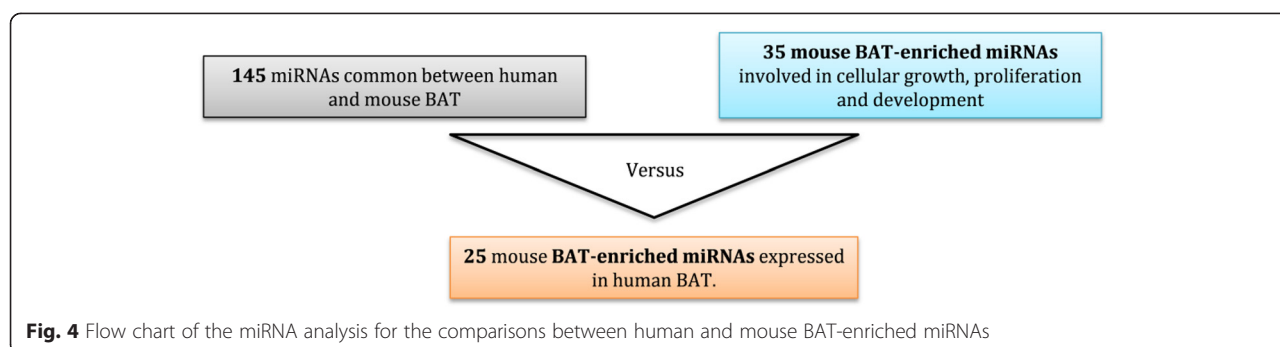 145 miRNAs common between human
and mouse BAT
35 mouse BAT-enriched miRNAs
involved in cellular growth, proliferation
and development
Versus
25 mouse BAT-enriched miRNAs expressed
in human BAT.
Fig. 4 Flow chart of the miRNA analysis for the comparisons between human and mouse BAT-enriched miRNAs